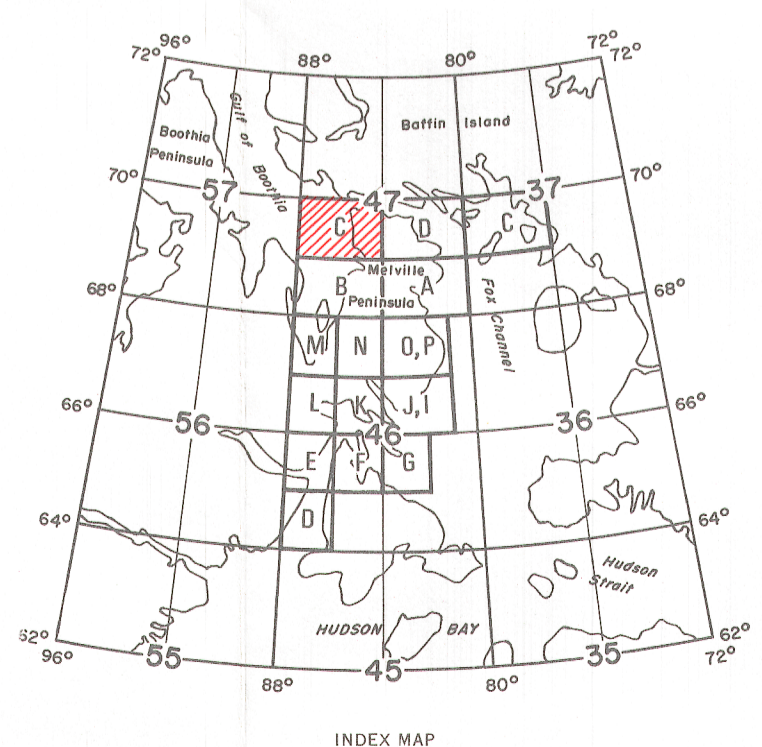 96° 88° 80° 72°
72° 72°
Gulf of Boothia
Baffin Island
Boothia
Peninsula
70° 57 47 37 70°
C D C
Melville
B A
Peninsula
68° 68°
Fox Channel
M N O,P
L K J,I
66° 56 46 36 66°
E F G
D
64° 64°
Hudson
Strait
HUDSON BAY
62° 62°
96° 55 45 35 72°
88° 80°
INDEX MAP